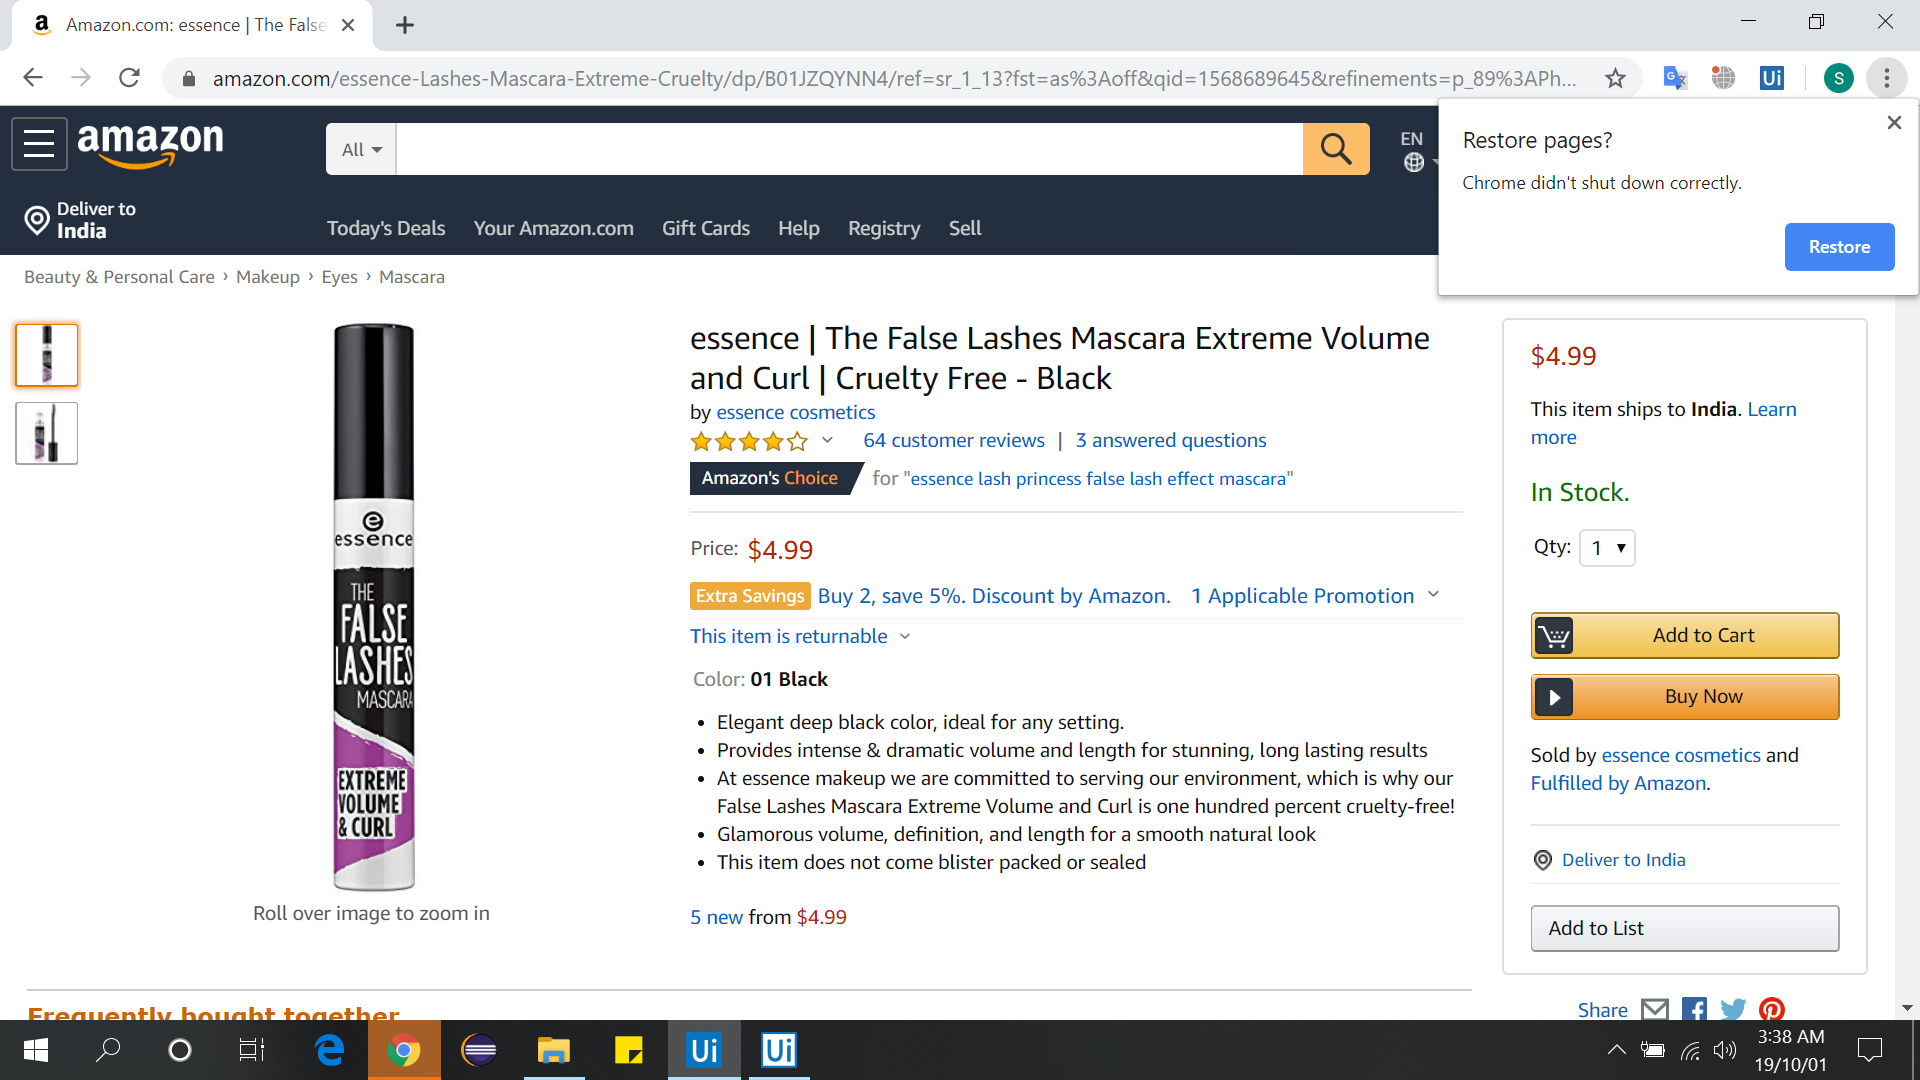 Amazon.com: essence | The False
amazon.com/essence-Lashes-Mascara-Extreme-Cruelty/dp/B01JZQYNN4/ref=sr_1_13?fst=as%3Aoff&qid=1568689645&refinements=p_89%3APh...
Ui
S
Restore pages?
Chrome didn't shut down correctly.
Restore
amazon
All
EN
Deliver to
India
Today's Deals Your Amazon.com Gift Cards Help Registry Sell
Beauty & Personal Care › Makeup › Eyes › Mascara
essence
THE
FALSE
LASHES
MASCARA
EXTREME
VOLUME
& CURL
Roll over image to zoom in
essence | The False Lashes Mascara Extreme Volume
and Curl | Cruelty Free - Black
by essence cosmetics
64 customer reviews | 3 answered questions
Amazon's Choice for "essence lash princess false lash effect mascara"
Price: $4.99
Extra Savings Buy 2, save 5%. Discount by Amazon. 1 Applicable Promotion
This item is returnable
Color: 01 Black
• Elegant deep black color, ideal for any setting.
• Provides intense & dramatic volume and length for stunning, long lasting results
• At essence makeup we are committed to serving our environment, which is why our
False Lashes Mascara Extreme Volume and Curl is one hundred percent cruelty-free!
• Glamorous volume, definition, and length for a smooth natural look
• This item does not come blister packed or sealed
5 new from $4.99
$4.99
This item ships to India. Learn
more
In Stock.
Qty: 1
Add to Cart
Buy Now
Sold by essence cosmetics and
Fulfilled by Amazon.
Deliver to India
Add to List
Share
Frequently bought together
Ui Ui
3:38 AM
19/10/01